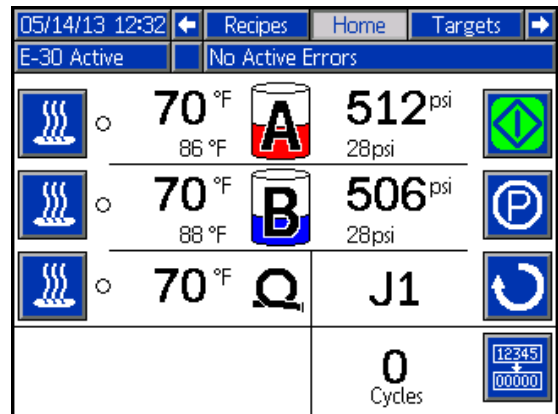 05/14/13 12:32 Recipes Home Targets
E-30 Active No Active Errors
70 °F A 512 psi
86 °F 28psi
70 °F B 506 psi P
88 °F 28psi
70 °F J1
0 12345
Cycles 00000